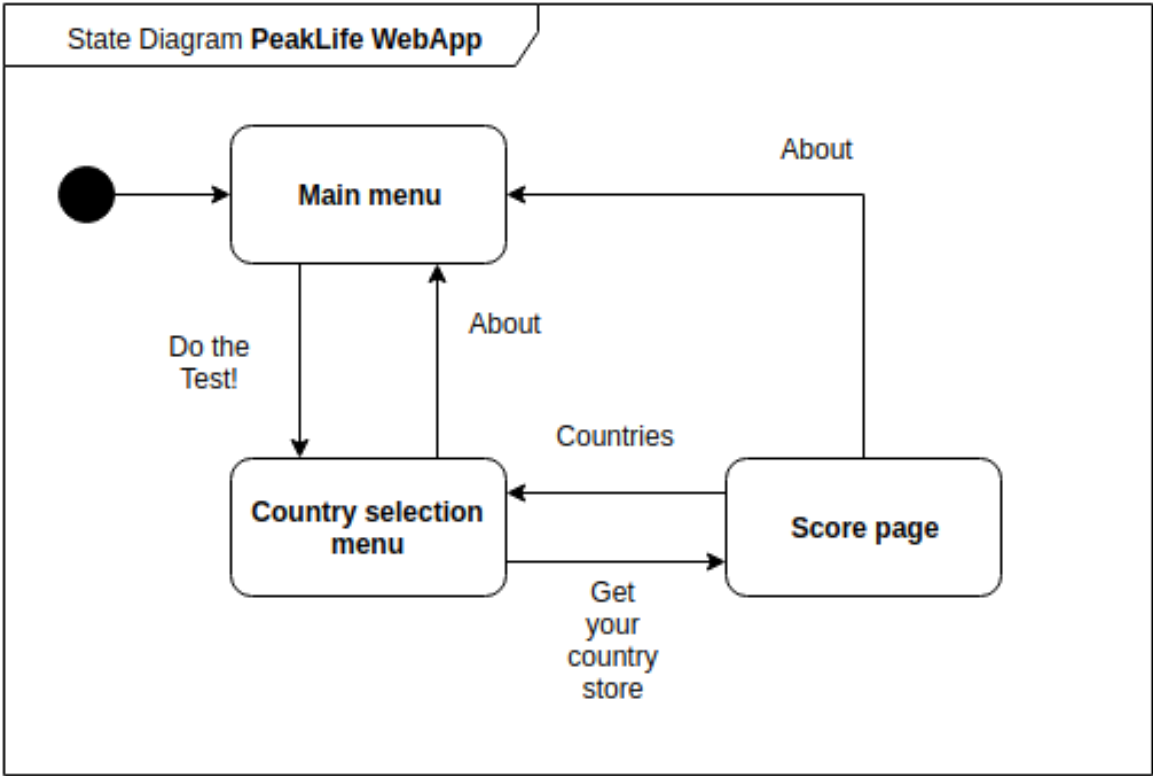 State Diagram PeakLife WebApp
About
Main menu
About
Do the
Test!
Countries
Country selection
menu
Score page
Get
your
country
store